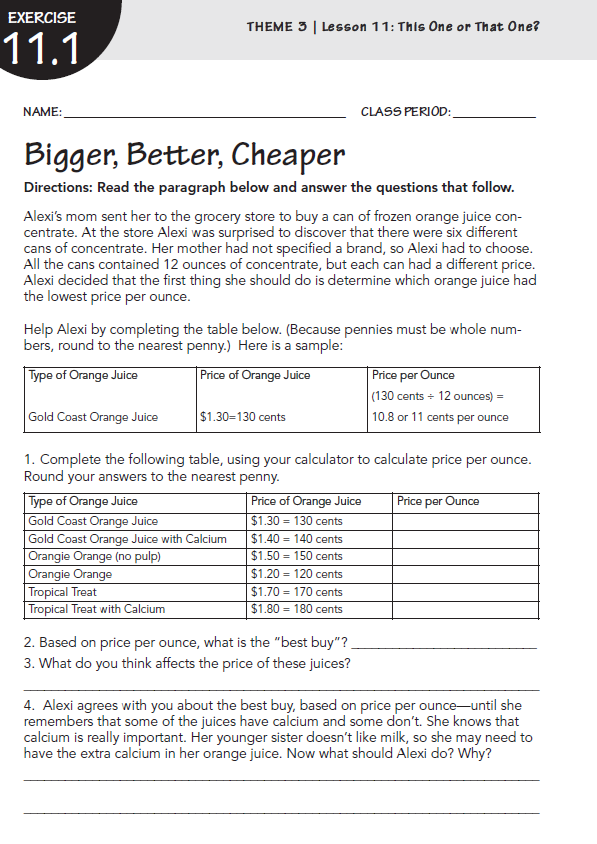 EXERCISE
11.1
THEME 3 | Lesson 11: This One or That One?
NAME: CLASS PERIOD:
Bigger, Better, Cheaper
Directions: Read the paragraph below and answer the questions that follow.
Alexi's mom sent her to the grocery store to buy a can of frozen orange juice con-
centrate. At the store Alexi was surprised to discover that there were six different
cans of concentrate. Her mother had not specified a brand, so Alexi had to choose.
All the cans contained 12 ounces of concentrate, but each can had a different price.
Alexi decided that the first thing she should do is determine which orange juice had
the lowest price per ounce.
Help Alexi by completing the table below. (Because pennies must be whole num-
bers, round to the nearest penny.) Here is a sample:
Type of Orange Juice Price of Orange Juice Price per Ounce
(130 cents ÷ 12 ounces) =
Gold Coast Orange Juice $1.30=130 cents 10.8 or 11 cents per ounce
1. Complete the following table, using your calculator to calculate price per ounce.
Round your answers to the nearest penny.
Type of Orange Juice Price of Orange Juice Price per Ounce
Gold Coast Orange Juice $1.30 = 130 cents
Gold Coast Orange Juice with Calcium $1.40 = 140 cents
Orangie Orange (no pulp) $1.50 = 150 cents
Orangie Orange $1.20 = 120 cents
Tropical Treat $1.70 = 170 cents
Tropical Treat with Calcium $1.80 = 180 cents
2. Based on price per ounce, what is the "best buy"?
3. What do you think affects the price of these juices?
4. Alexi agrees with you about the best buy, based on price per ounce—until she
remembers that some of the juices have calcium and some don't. She knows that
calcium is really important. Her younger sister doesn't like milk, so she may need to
have the extra calcium in her orange juice. Now what should Alexi do? Why?